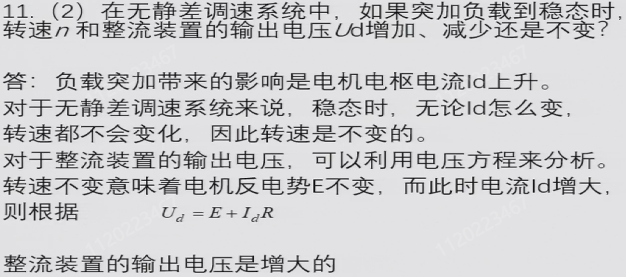 11.（2）在无静差调速系统中，如果突加负载到稳态时，
转速n和整流装置的输出电压Ud增加、减少还是不变？
答：负载突加带来的影响是电机电枢电流Id上升。
对于无静差调速系统来说，稳态时，无论Id怎么变，
转速都不会变化，因此转速是不变的。
对于整流装置的输出电压，可以利用电压方程来分析。
转速不变意味着电机反电势E不变，而此时电流Id增大，
则根据 U_d = E + I_d R
整流装置的输出电压是增大的